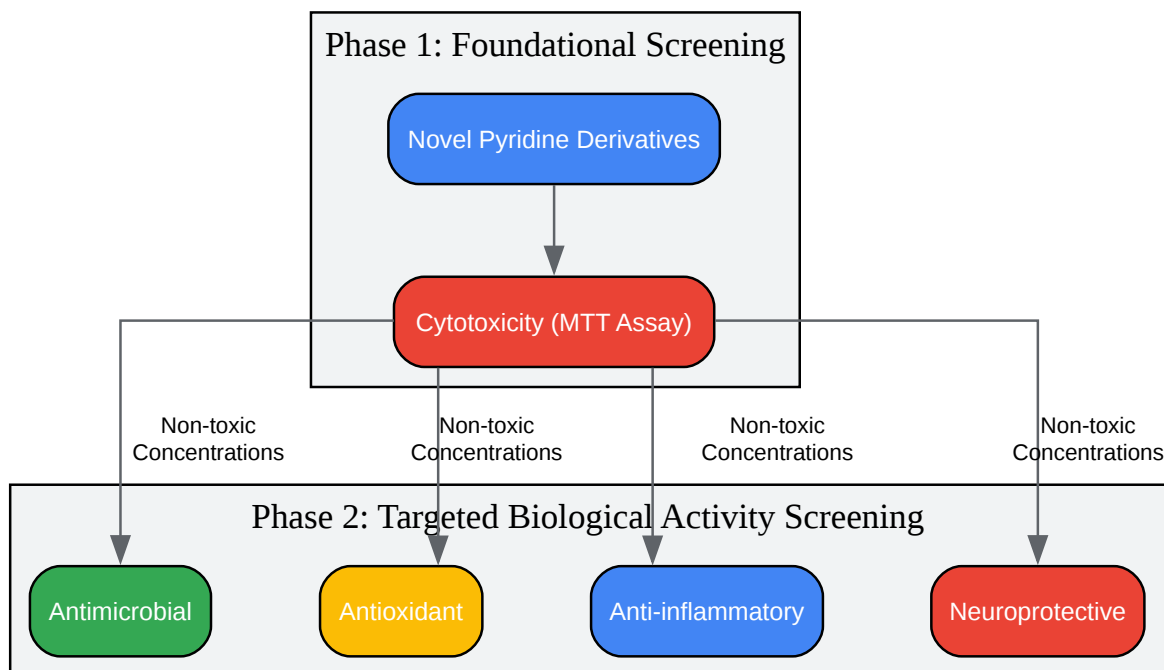 Phase 1: Foundational Screening
Novel Pyridine Derivatives
Cytotoxicity (MTT Assay)
Non-toxic
Concentrations
Non-toxic
Concentrations
Non-toxic
Concentrations
Non-toxic
Concentrations
Phase 2: Targeted Biological Activity Screening
Antimicrobial
Antioxidant
Anti-inflammatory
Neuroprotective